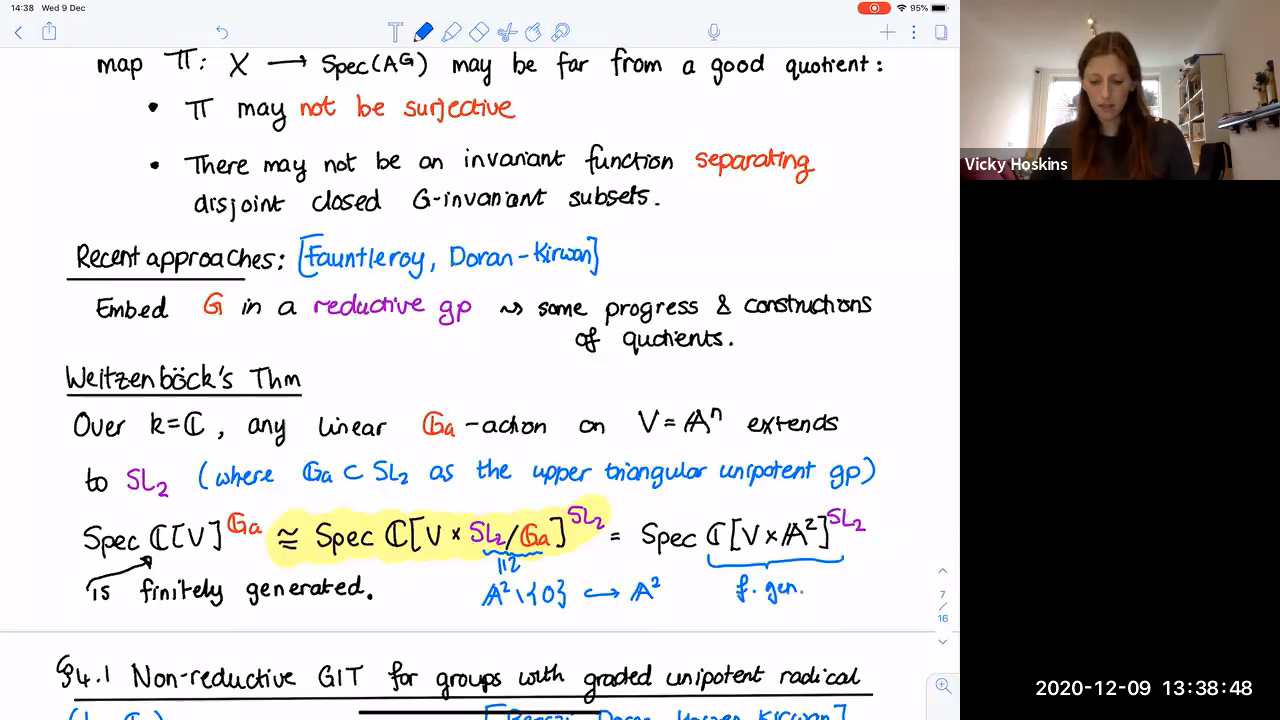 14:38 Wed 9 Dec
95%
map π: X → Spec(A^G) may be far from a good quotient:
• π may not be surjective
• There may not be an invariant function separating
disjoint closed G-invariant subsets.
Recent approaches: [Fauntleroy, Doran-Kirwan]
Embed G in a reductive gp ⇝ some progress & constructions
of quotients.
Weitzenböck's Thm
Over k=ℂ, any linear 𝔾a-action on V=𝔸^n extends
to SL2 (where 𝔾a ⊂ SL2 as the upper triangular unipotent gp)
Spec ℂ[V]^𝔾a ≅ Spec ℂ[V × SL2/𝔾a]^SL2 = Spec ℂ[V×𝔸²]^SL2
is finitely generated. 𝔸²\{0} ↪ 𝔸² f. gen.
7
16
§4.1 Non-reductive GIT for groups with graded unipotent radical
Vicky Hoskins
2020-12-09 13:38:48